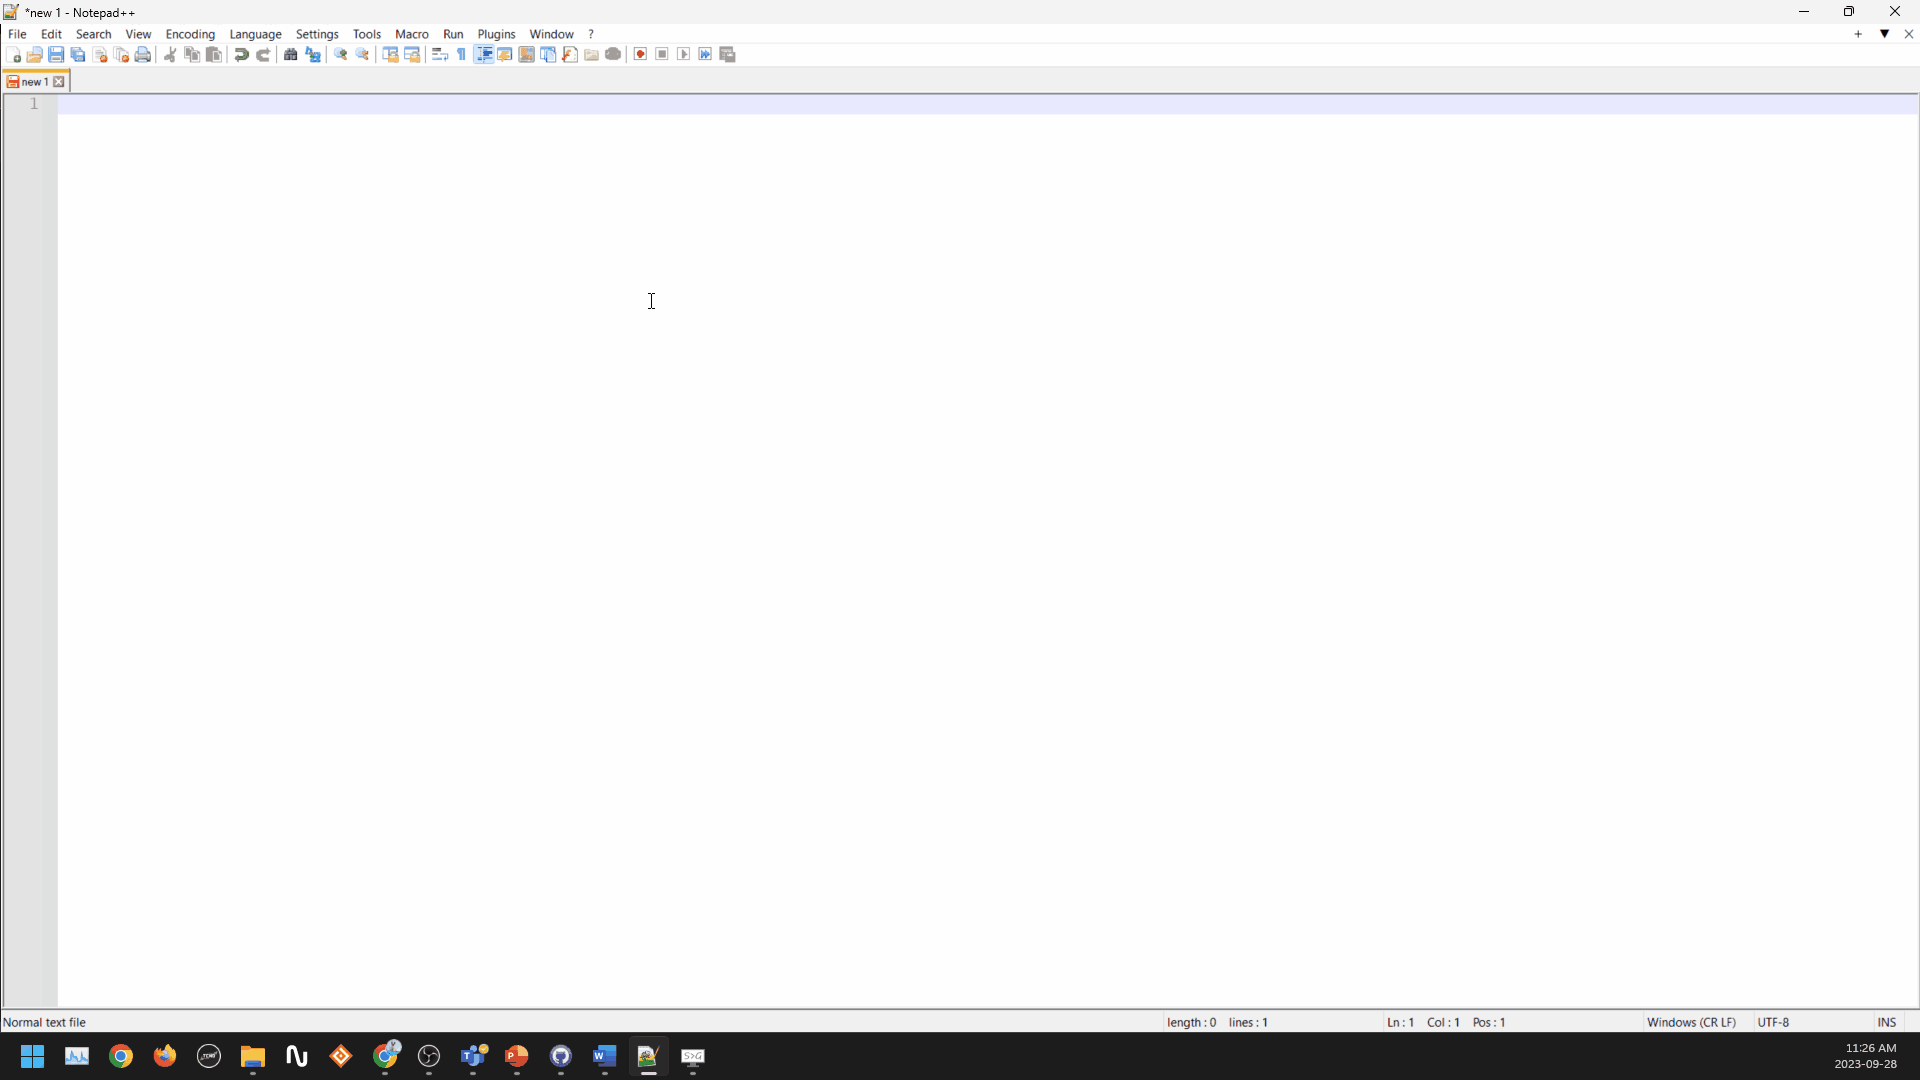 *new 1 - Notepad++
File Edit Search View Encoding Language Settings Tools Macro Run Plugins Window ?
new 1
1
Normal text file length : 0 lines : 1 Ln : 1 Col : 1 Pos : 1 Windows (CR LF) UTF-8 INS
S>G
11:26 AM
2023-09-28